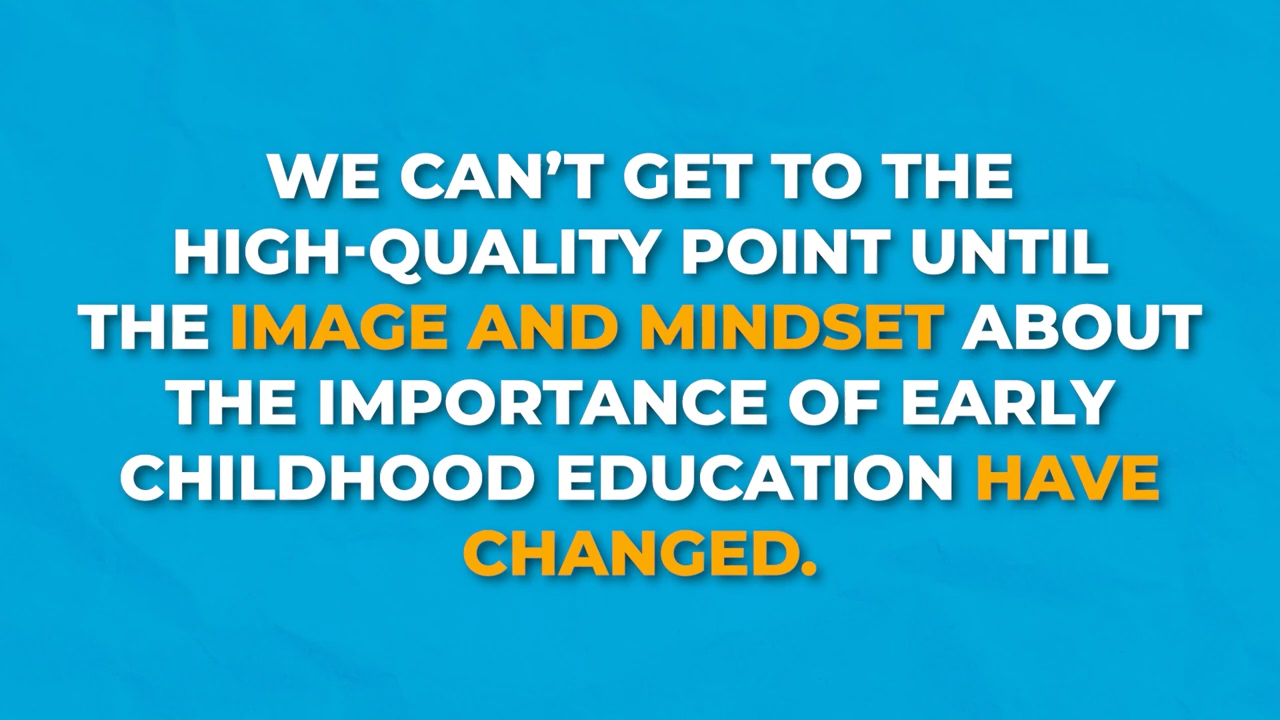 WE CAN’T GET TO THE
HIGH-QUALITY POINT UNTIL
THE IMAGE AND MINDSET ABOUT
THE IMPORTANCE OF EARLY
CHILDHOOD EDUCATION HAVE
CHANGED.